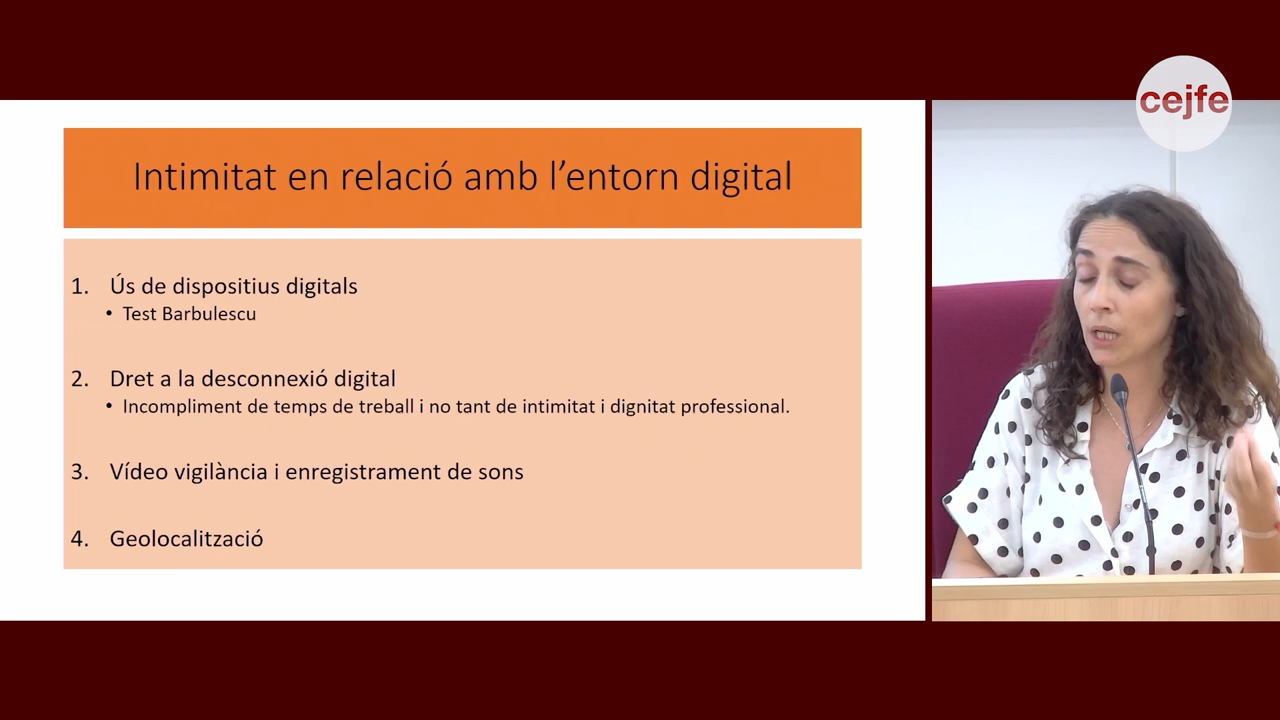 cejfe
Intimitat en relació amb l'entorn digital
1. Ús de dispositius digitals
• Test Barbulescu
2. Dret a la desconnexió digital
• Incompliment de temps de treball i no tant de intimitat i dignitat professional.
3. Vídeo vigilància i enregistrament de sons
4. Geolocalització